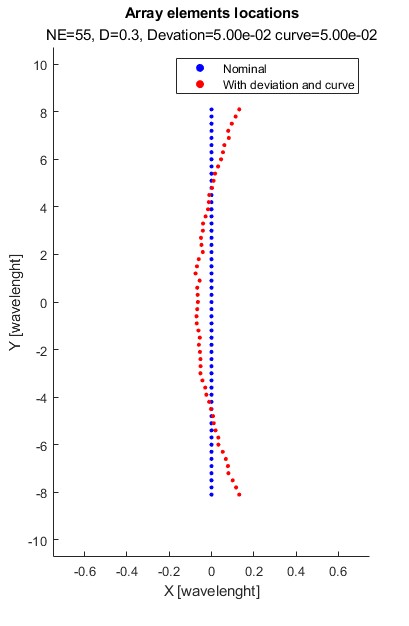 Array elements locations
NE=55, D=0.3, Devation=5.00e-02 curve=5.00e-02
Nominal
With deviation and curve
10
8
6
4
2
0
-2
-4
-6
-8
-10
Y [wavelenght]
-0.6 -0.4 -0.2 0 0.2 0.4 0.6
X [wavelenght]